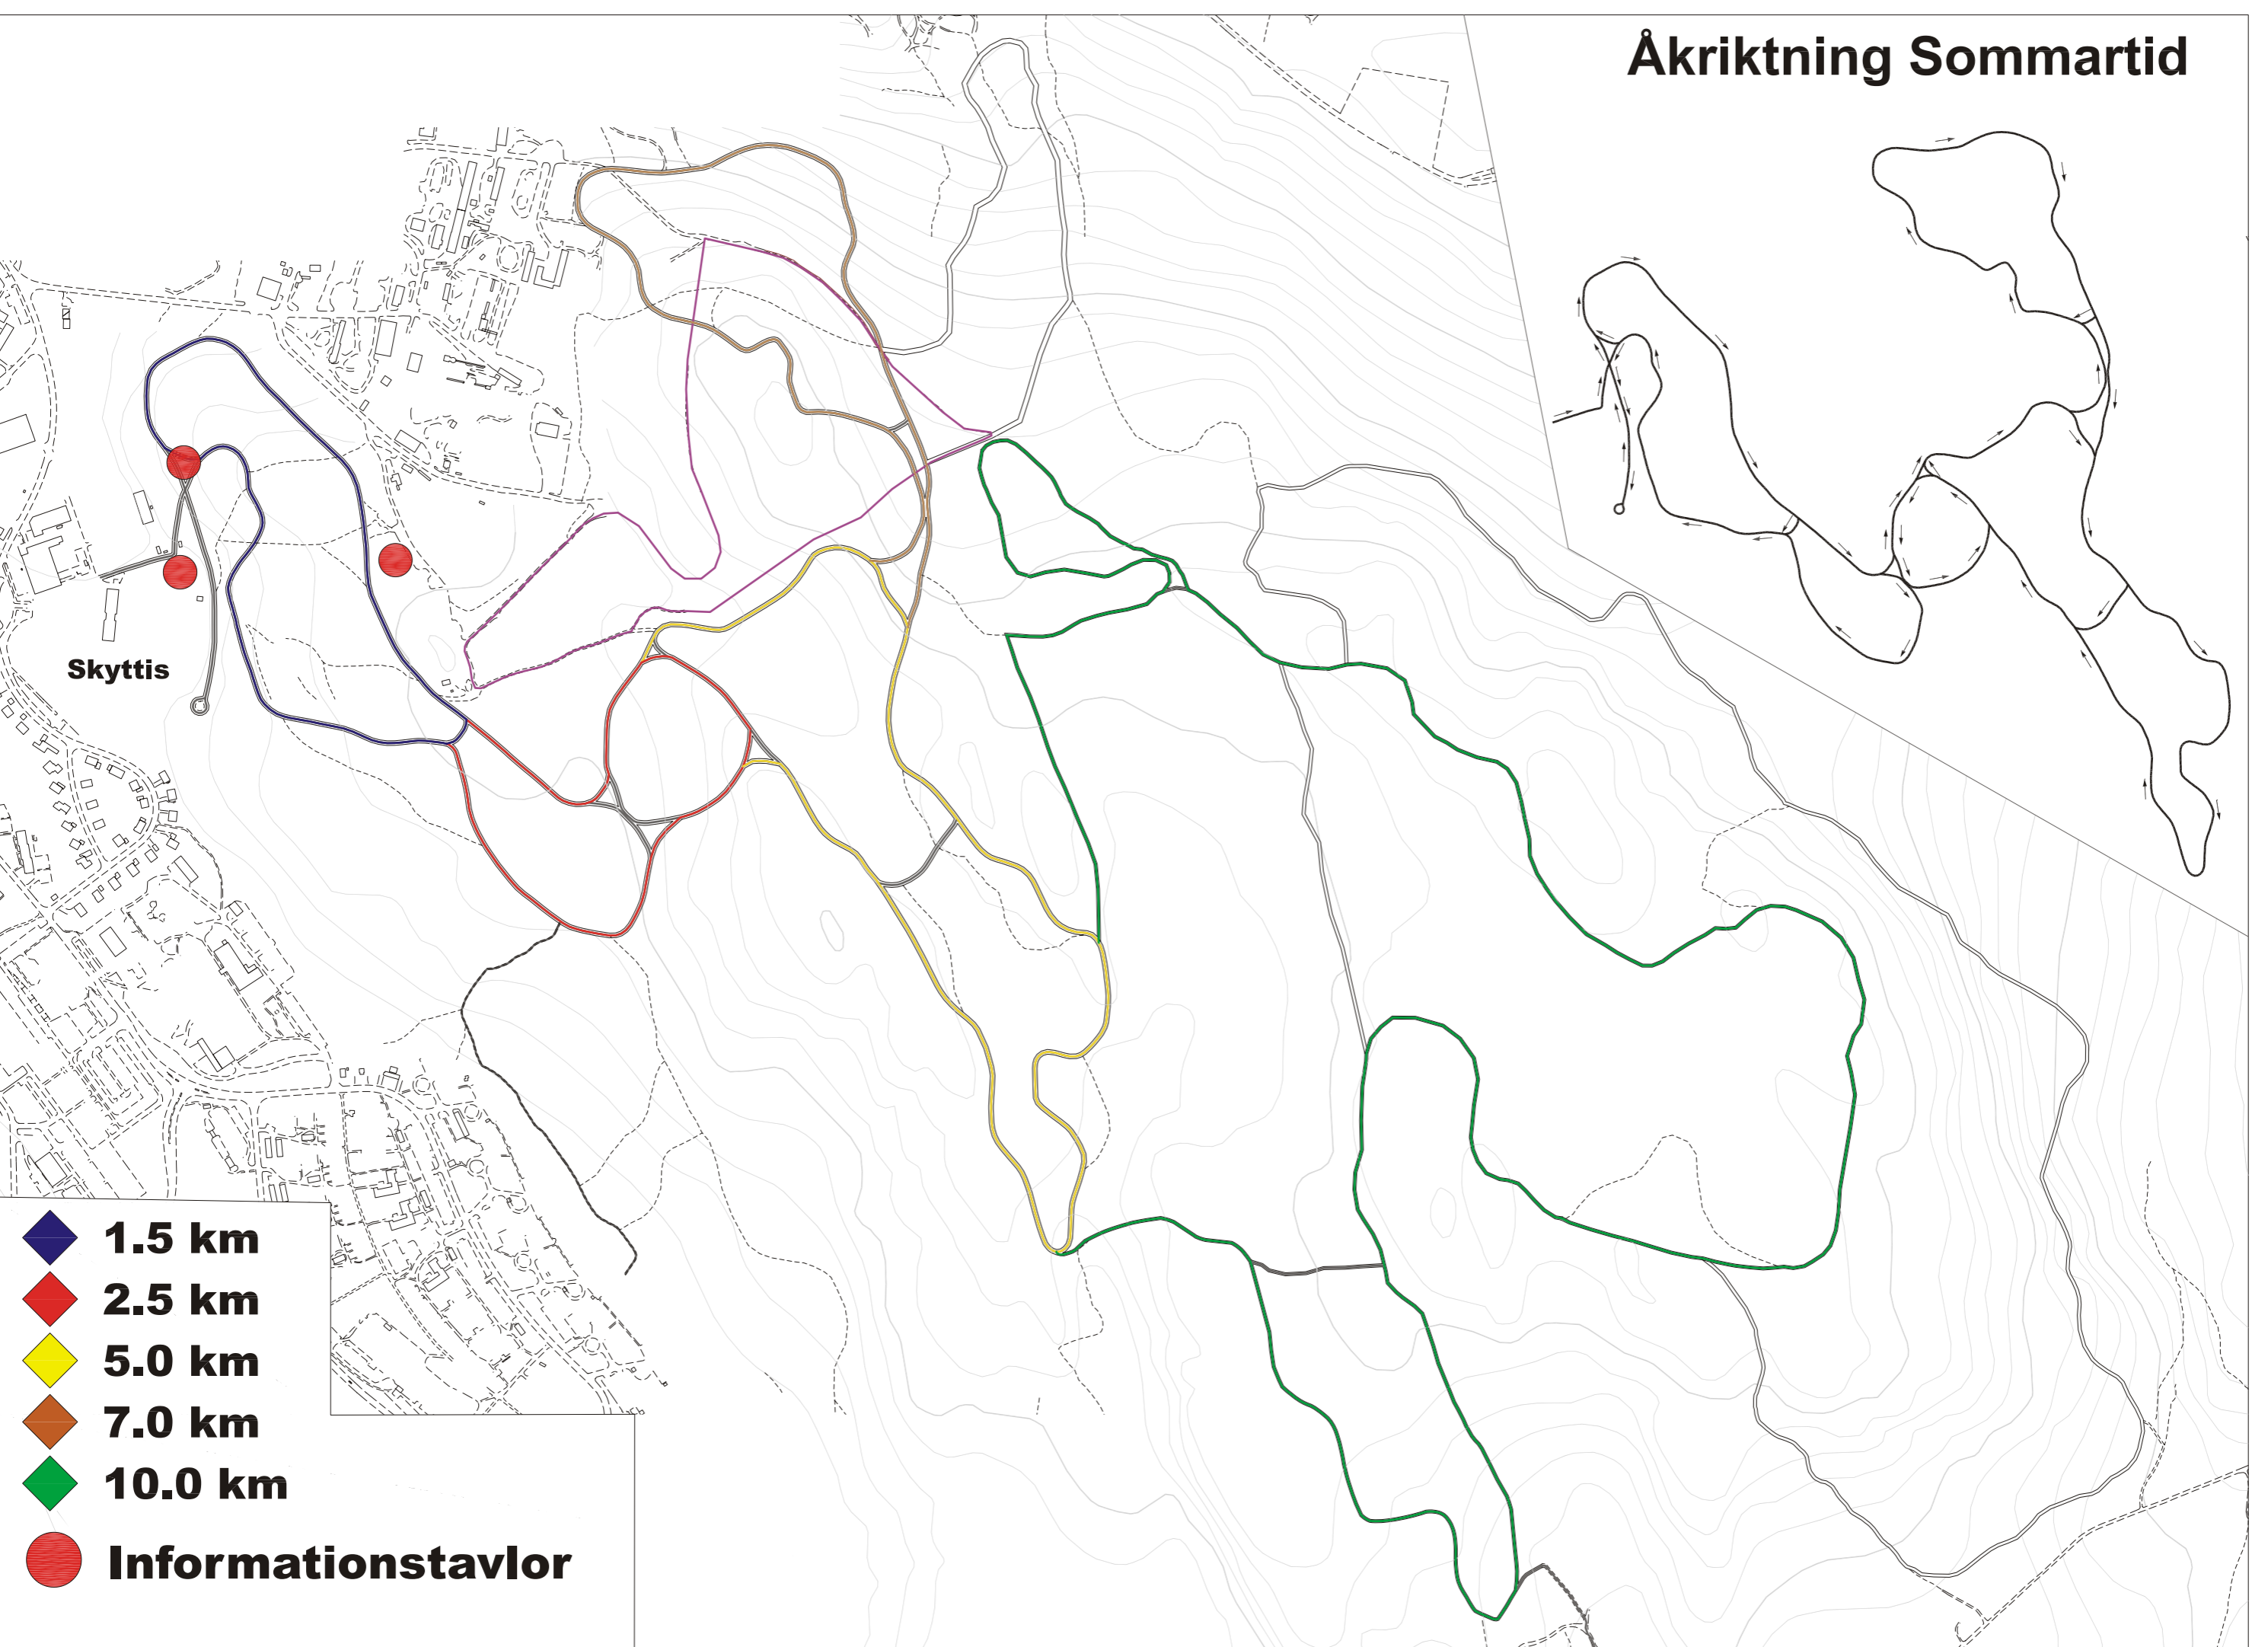 Åkriktning Sommartid
Skyttis
1.5 km
2.5 km
5.0 km
7.0 km
10.0 km
Informationstavlor